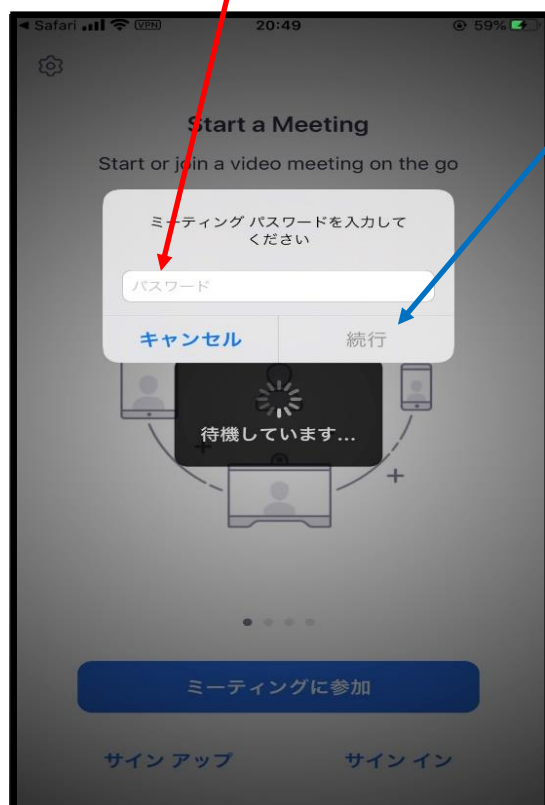 Safari VPN 20:49 59%
Start a Meeting
Start or join a video meeting on the go
ミーティング パスワードを入力して
ください
パスワード
キャンセル 続行
待機しています...
ミーティングに参加
サイン アップ サイン イン